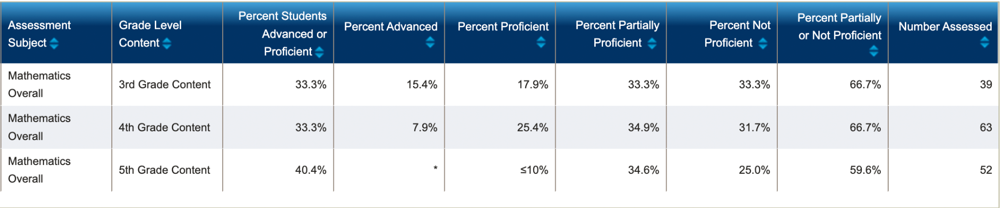 Assessment Subject | Grade Level Content | Percent Students Advanced or Proficient | Percent Advanced | Percent Proficient | Percent Partially Proficient | Percent Not Proficient | Percent Partially or Not Proficient | Number Assessed
Mathematics Overall | 3rd Grade Content | 33.3% | 15.4% | 17.9% | 33.3% | 33.3% | 66.7% | 39
Mathematics Overall | 4th Grade Content | 33.3% | 7.9% | 25.4% | 34.9% | 31.7% | 66.7% | 63
Mathematics Overall | 5th Grade Content | 40.4% | * | ≤10% | 34.6% | 25.0% | 59.6% | 52